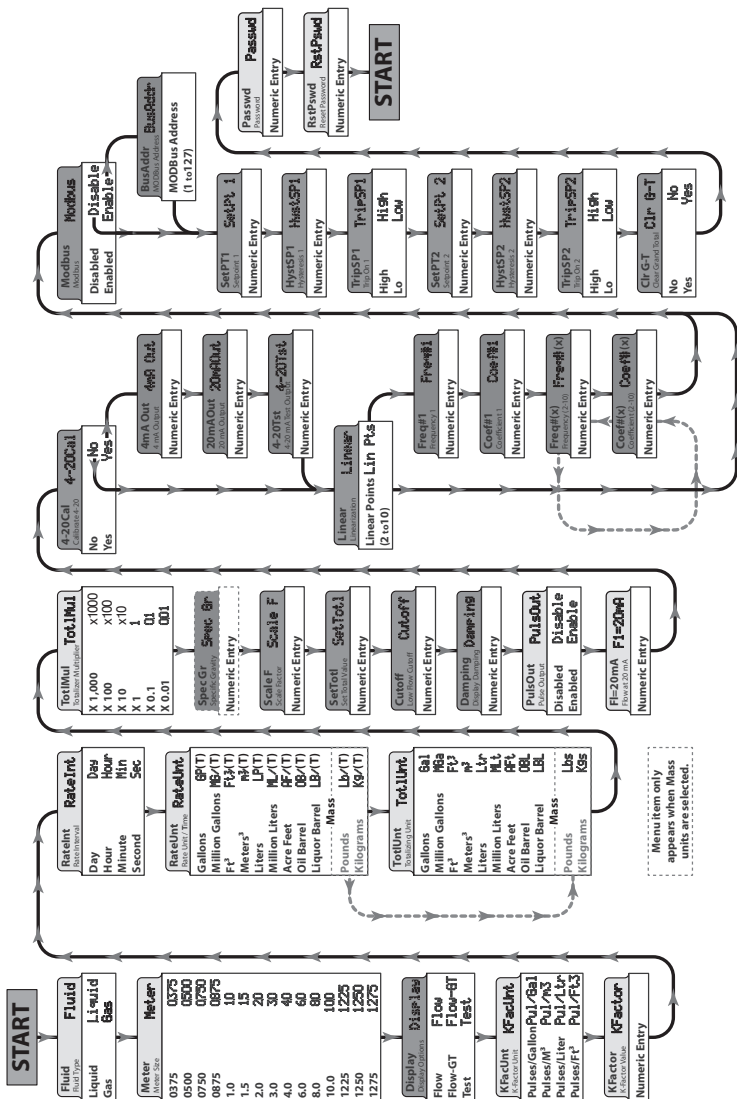 START
Fluid Fluid
Fluid Type
Liquid Liquid
Gas Gas
Meter Meter
Meter Size
0375 0375
0500 0500
0750 0750
0875 0875
1.0 1.0
1.5 1.5
2.0 2.0
3.0 3.0
4.0 4.0
6.0 6.0
8.0 8.0
10.0 10.0
1225 1225
1250 1250
1275 1275
Display Display
Display Options
Flow Flow
Flow-GT Flow-GT
Test Test
KFacUnt KFacUnt
K-Factor Unit
Pulses/Gallon Pul/Gal
Pulses/M³ Pul/m3
Pulses/Liter Pul/Ltr
Pulses/Ft³ Pul/Ft3
KFactor KFactor
K-Factor Value
Numeric Entry
RateInt RateInt
Rate Interval
Day Day
Hour Hour
Minute Min
Second Sec
RateUnt RateUnt
Rate Unit / Time
Gallons GP(T)
Million Gallons MG/(T)
Ft³ Ft³/(T)
Meters³ m³/(T)
Liters LP(T)
Million Liters ML/(T)
Acre Feet AF/(T)
Oil Barrel OB/(T)
Liquor Barrel LB/(T)
Mass
Pounds Lb/(T)
Kilograms Kg/(T)
TotlUnt TotlUnt
Totalizing Unit
Gallons Gal
Million Gallons MGa
Ft³ Ft³
Meters³ m³
Liters Ltr
Million Liters MLt
Acre Feet AFt
Oil Barrel OBL
Liquor Barrel LBL
Mass
Pounds Lbs
Kilograms Kgs
Menu item only
appears when Mass
units are selected.
TotlMul TotlMul
Totalizer Multiplier
X 1,000 x1000
X 100 x100
X 10 x10
X 1 1
X 0.1 0.1
X 0.01 0.01
Spec Gr Spec Gr
Specific Gravity
Numeric Entry
Scale F Scale F
Scale Factor
Numeric Entry
SetTotl SetTotl
Set Total Value
Numeric Entry
Cutoff Cutoff
Low Flow Cutoff
Numeric Entry
Damping Damping
Display Damping
Numeric Entry
PulsOut PulsOut
Pulse Output
Disabled Disable
Enabled Enable
Fl=20mA Fl=20mA
Flow at 20 mA
Numeric Entry
4-20Cal 4-20Cal
Calibrate 4-20
No No
Yes Yes
4mA Out 4mA Out
4 mA Output
Numeric Entry
20mAOut 20mAOut
20 mA Output
Numeric Entry
4-20Tst 4-20Tst
4-20 mA Test Output
Numeric Entry
Linear Linear
Linearization
Linear Points Lin Pts
(2 to10)
Freq#1 Freq#1
Frequency 1
Numeric Entry
Coef#1 Coef#1
Coefficient 1
Numeric Entry
Freq#(x) Freq#(x)
Frequency (2-10)
Numeric Entry
Coef#(x) Coef#(x)
Coefficient (2-10)
Numeric Entry
Modbus Modbus
Modbus
Disabled Disable
Enabled Enable
BusAddr BusAddr
MODBus Address
MODBus Address
(1 to127)
SetPT1 SetPt 1
Setpoint 1
Numeric Entry
HystSP1 HystSP1
Hysteresis 1
Numeric Entry
TripSP1 TripSP1
Trip On 1
High High
Lo Low
SetPT2 SetPt 2
Setpoint 2
Numeric Entry
HystSP2 HystSP2
Hysteresis 2
Numeric Entry
TripSP2 TripSP2
Trip On 2
High High
Lo Low
Clr G-T Clr G-T
Clear Grand Total
No No
Yes Yes
Passwd Passwd
Password
Numeric Entry
RstPswd RstPswd
Reset Password
Numeric Entry
START